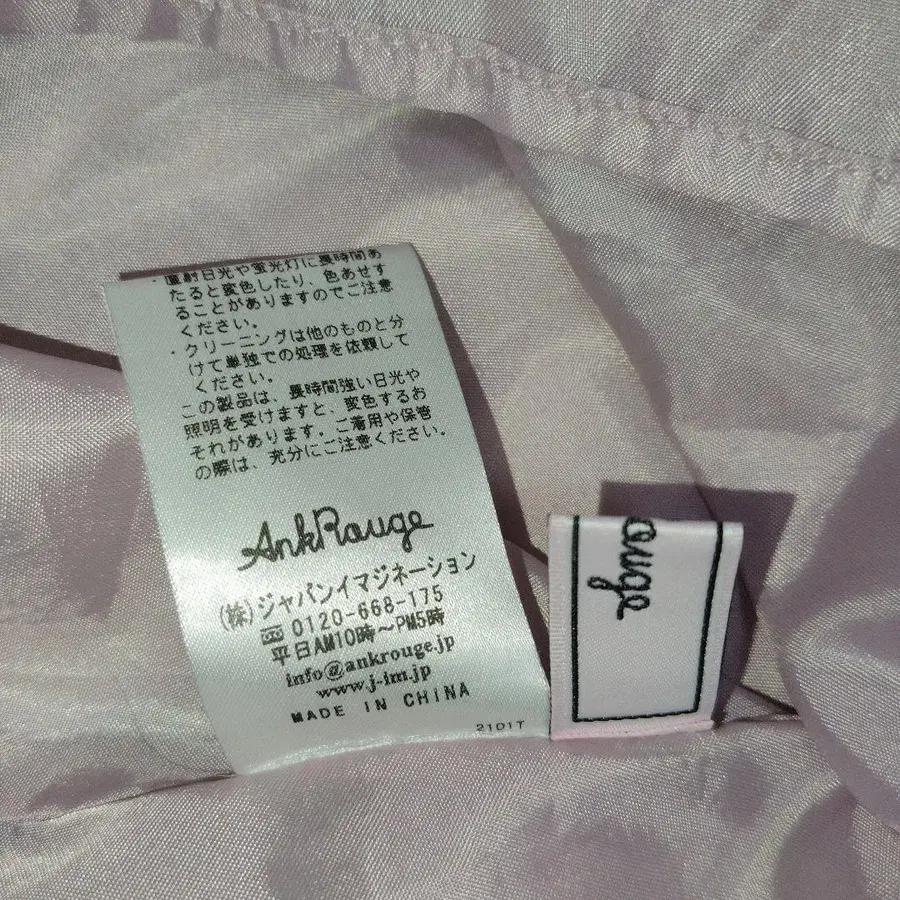 ・直射日光や蛍光灯に長時間あ
たると変色したり、色あせす
ることがありますのでご注意
ください。
・クリーニングは他のものと分
けて単独での処理を依頼して
ください。
この製品は、長時間強い日光や
照明を受けますと、変色するお
それがあります。ご着用や保管
の際は、充分にご注意ください。
AnkRouge
(株)ジャパンイマジネーション
0120-668-175
平日AM10時～PM5時
info@ankrouge.jp
www.j-im.jp
MADE IN CHINA
2101T
ouge